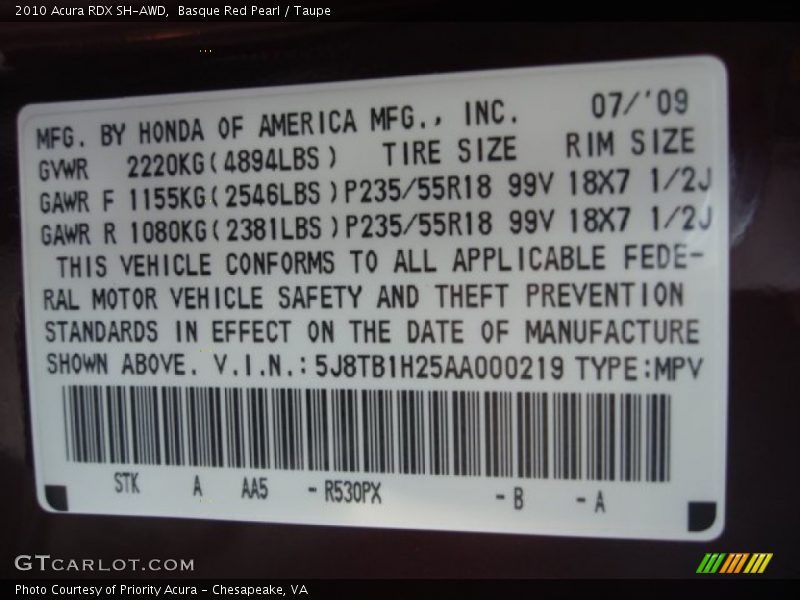 2010 Acura RDX SH-AWD,  Basque Red Pearl / Taupe
MFG. BY HONDA OF AMERICA MFG., INC. 07/'09
GVWR 2220KG(4894LBS) TIRE SIZE RIM SIZE
GAWR F 1155KG(2546LBS)P235/55R18 99V 18X7 1/2J
GAWR R 1080KG(2381LBS)P235/55R18 99V 18X7 1/2J
THIS VEHICLE CONFORMS TO ALL APPLICABLE FEDE-
RAL MOTOR VEHICLE SAFETY AND THEFT PREVENTION
STANDARDS IN EFFECT ON THE DATE OF MANUFACTURE
SHOWN ABOVE. V.I.N.: 5J8TB1H25AA000219 TYPE:MPV
STK A AA5 -R530PX -B -A
GTCARLOT.COM
Photo Courtesy of Priority Acura - Chesapeake, VA